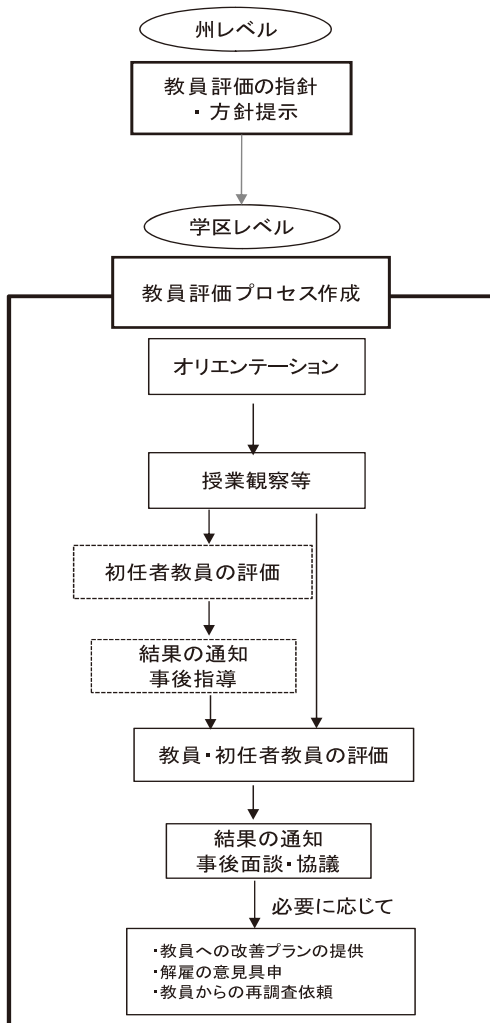 州レベル
教員評価の指針
・方針提示
学区レベル
教員評価プロセス作成
オリエンテーション
授業観察等
初任者教員の評価
結果の通知
事後指導
教員・初任者教員の評価
結果の通知
事後面談・協議
必要に応じて
・教員への改善プランの提供
・解雇の意見具申
・教員からの再調査依頼